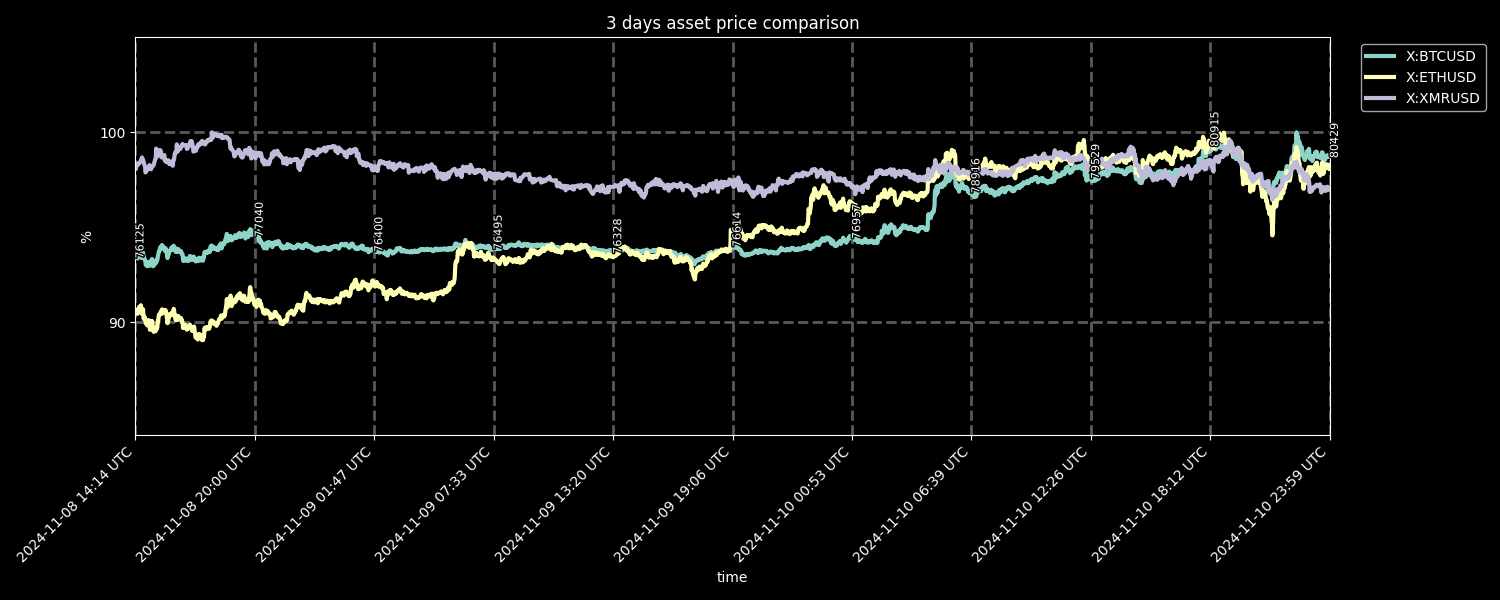 3 days asset price comparison
X:BTCUSD
X:ETHUSD
X:XMRUSD
100
90
%
76125
77040
76400
76495
76328
76614
76957
78916
79529
80915
80429
2024-11-08 14:14 UTC
2024-11-08 20:00 UTC
2024-11-09 01:47 UTC
2024-11-09 07:33 UTC
2024-11-09 13:20 UTC
2024-11-09 19:06 UTC
2024-11-10 00:53 UTC
2024-11-10 06:39 UTC
2024-11-10 12:26 UTC
2024-11-10 18:12 UTC
2024-11-10 23:59 UTC
time